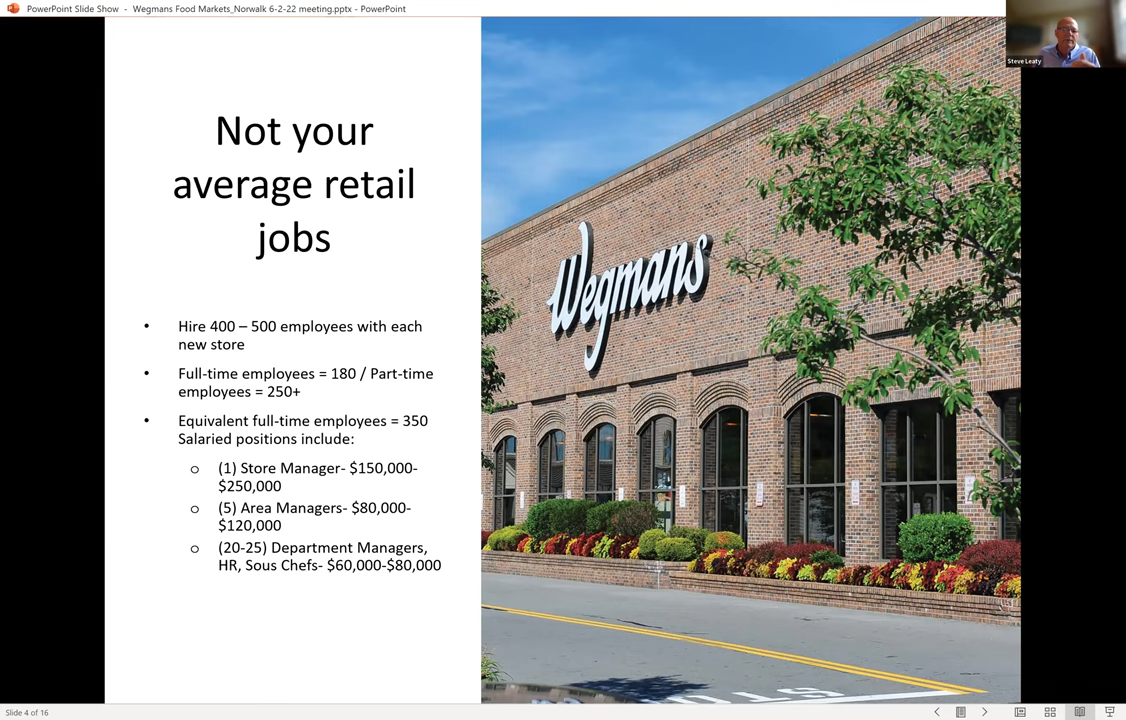 PowerPoint Slide Show - Wegmans Food Markets_Norwalk 6-2-22 meeting.pptx - PowerPoint
Steve Leaty
Not your
average retail
jobs
• Hire 400 – 500 employees with each
new store
• Full-time employees = 180 / Part-time
employees = 250+
• Equivalent full-time employees = 350
Salaried positions include:
o (1) Store Manager- $150,000-
$250,000
o (5) Area Managers- $80,000-
$120,000
o (20-25) Department Managers,
HR, Sous Chefs- $60,000-$80,000
Wegmans
Slide 4 of 16